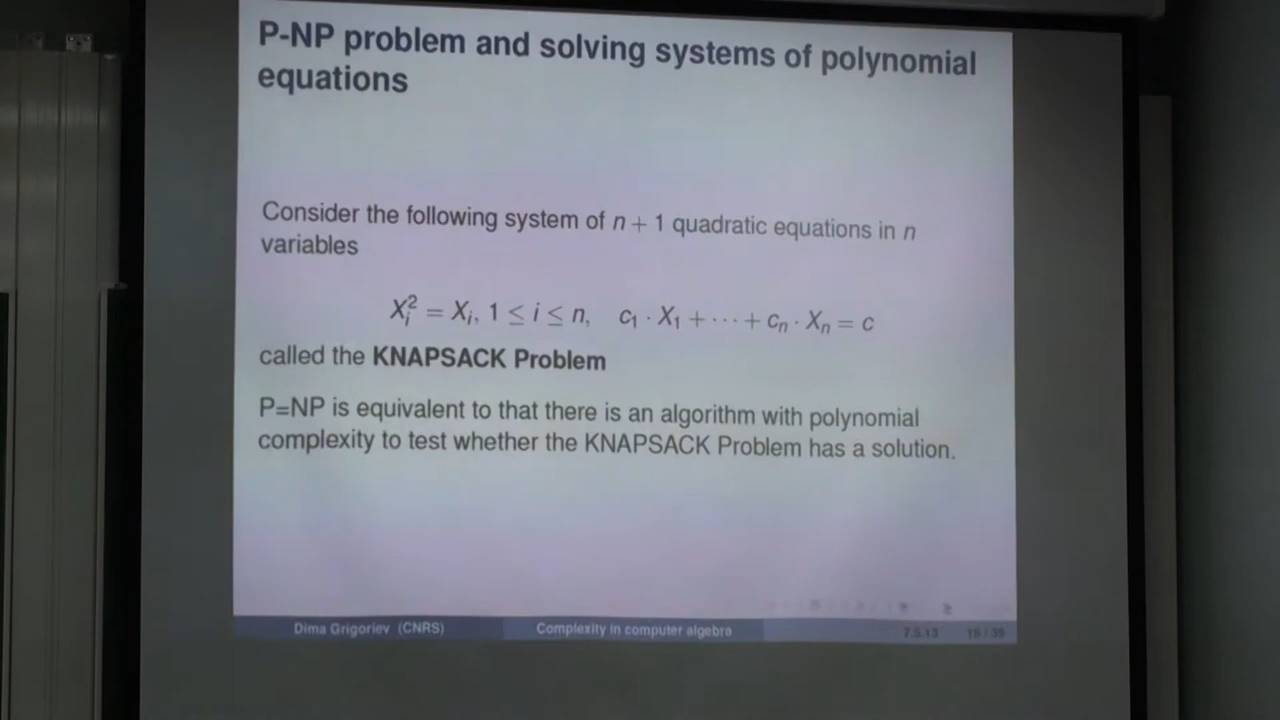 P-NP problem and solving systems of polynomial
equations
Consider the following system of n + 1 quadratic equations in n
variables
X_i^2 = X_i, 1 ≤ i ≤ n, c_1 · X_1 + ··· + c_n · X_n = c
called the KNAPSACK Problem
P=NP is equivalent to that there is an algorithm with polynomial
complexity to test whether the KNAPSACK Problem has a solution.
Dima Grigoriev (CNRS) Complexity in computer algebra 7.5.13